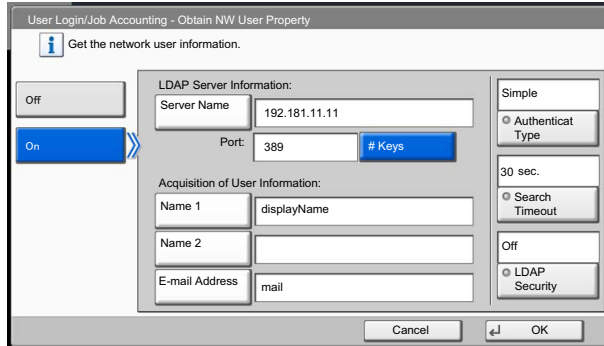 User Login/Job Accounting - Obtain NW User Property
i Get the network user information.
Off
On
LDAP Server Information:
Server Name 192.181.11.11
Port: 389 # Keys
Acquisition of User Information:
Name 1 displayName
Name 2
E-mail Address mail
Simple
Authenticat
Type
30 sec.
Search
Timeout
Off
LDAP
Security
Cancel OK